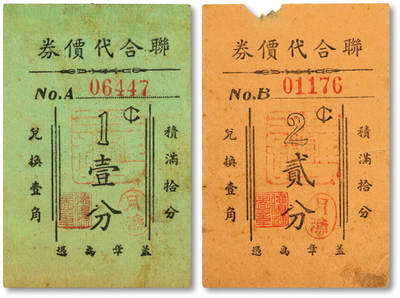 聯合代價券
No.A 06447
積滿拾分
1
¢
壹分
兌換壹角
蓋章為憑
聯合代價券
No.B 01176
積滿拾分
2
¢
貳分
兌換壹角
蓋章為憑